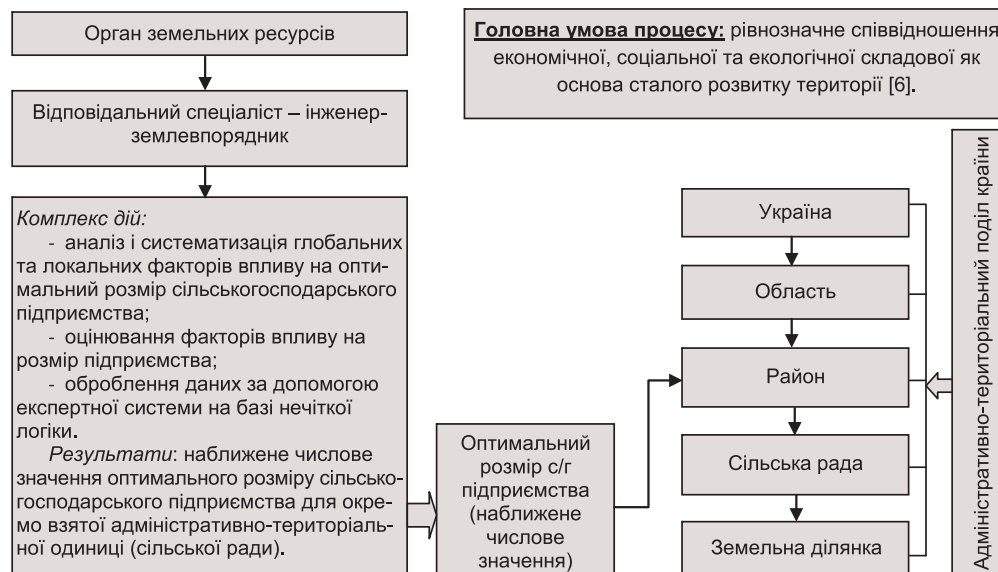 Орган земельних ресурсів
Відповідальний спеціаліст – інженер-
землевпорядник
Комплекс дій:
- аналіз і систематизація глобальних
та локальних факторів впливу на опти-
мальний розмір сільськогосподарського
підприємства;
- оцінювання факторів впливу на
розмір підприємства;
- оброблення даних за допомогою
експертної системи на базі нечіткої
логіки.
Результати: наближене числове
значення оптимального розміру сільсько-
господарського підприємства для окре-
мо взятої адміністративно-територіаль-
ної одиниці (сільської ради).
Оптимальний
розмір с/г
підприємства
(наближене
числове
значення)
Головна умова процесу: рівнозначне співвідношення
економічної, соціальної та екологічної складової як
основа сталого розвитку території [6].
Україна
Область
Район
Сільська рада
Земельна ділянка
Адміністративно-територіальний поділ країни